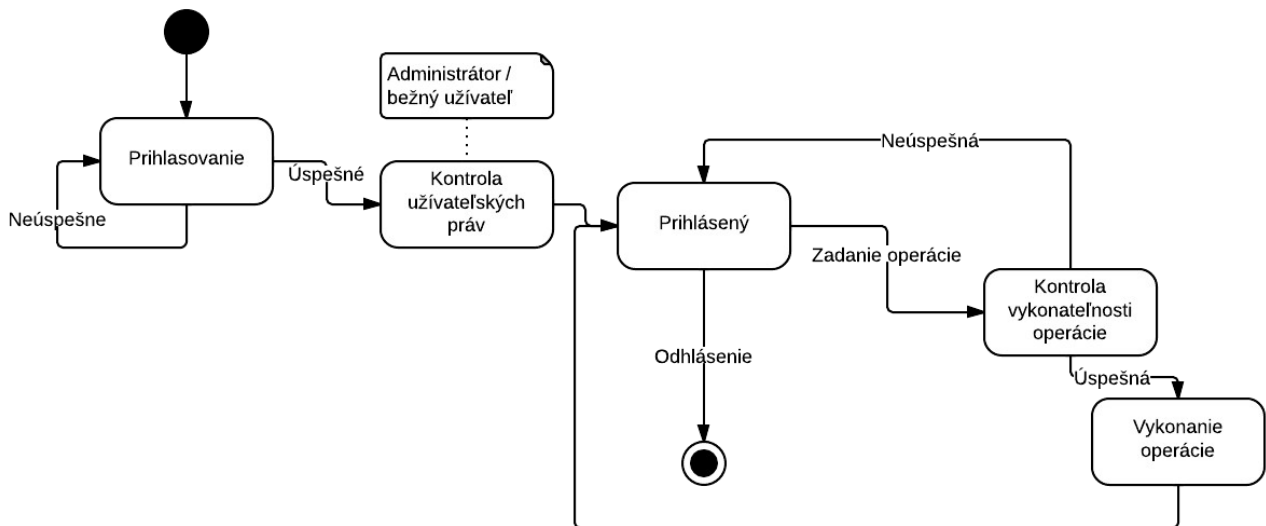 Administrátor /
bežný užívateľ
Prihlasovanie
Úspešné
Neúspešne
Kontrola
užívateľských
práv
Neúspešná
Prihlásený
Zadanie operácie
Kontrola
vykonateľnosti
operácie
Odhlásenie
Úspešná
Vykonanie
operácie